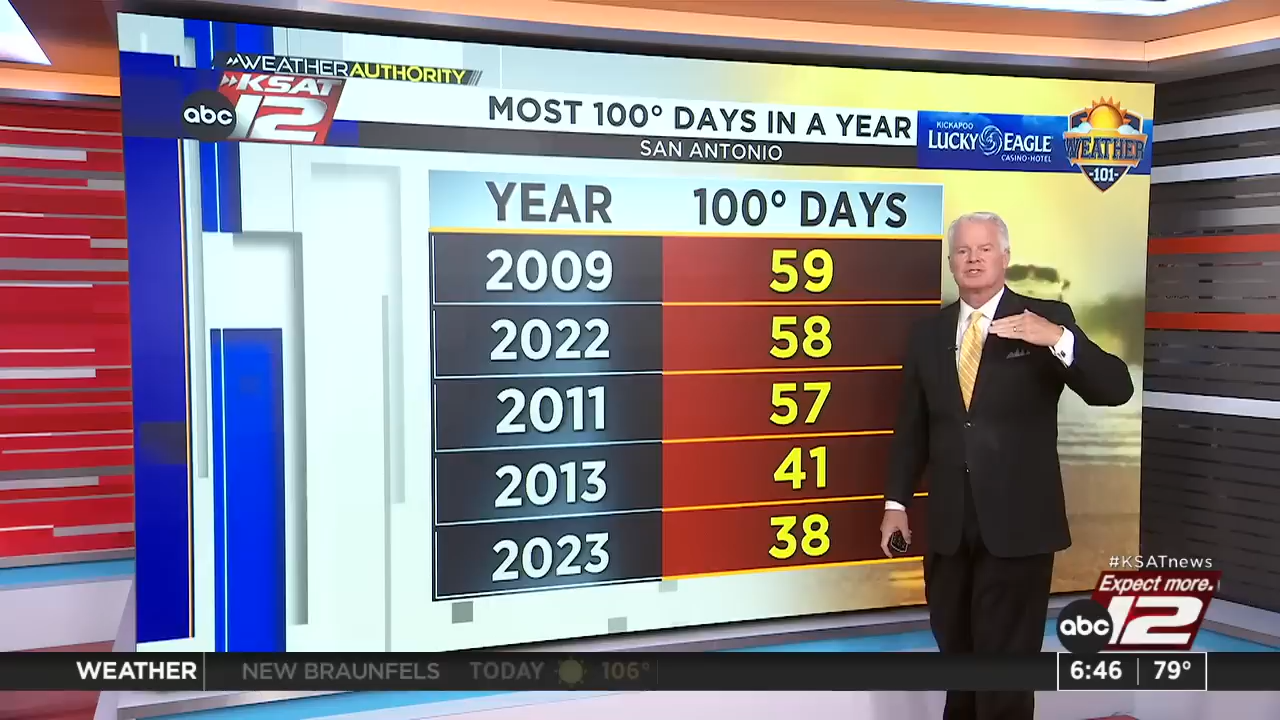 WEATHERAUTHORITY
KSAT
abc 12
MOST 100° DAYS IN A YEAR
SAN ANTONIO
KICKAPOO
LUCKY EAGLE
CASINO•HOTEL
WEATHER
-101-
YEAR 100° DAYS
2009 59
2022 58
2011 57
2013 41
2023 38
#KSATnews
Expect more.
abc 12
WEATHER NEW BRAUNFELS TODAY 106° 6:46 79°